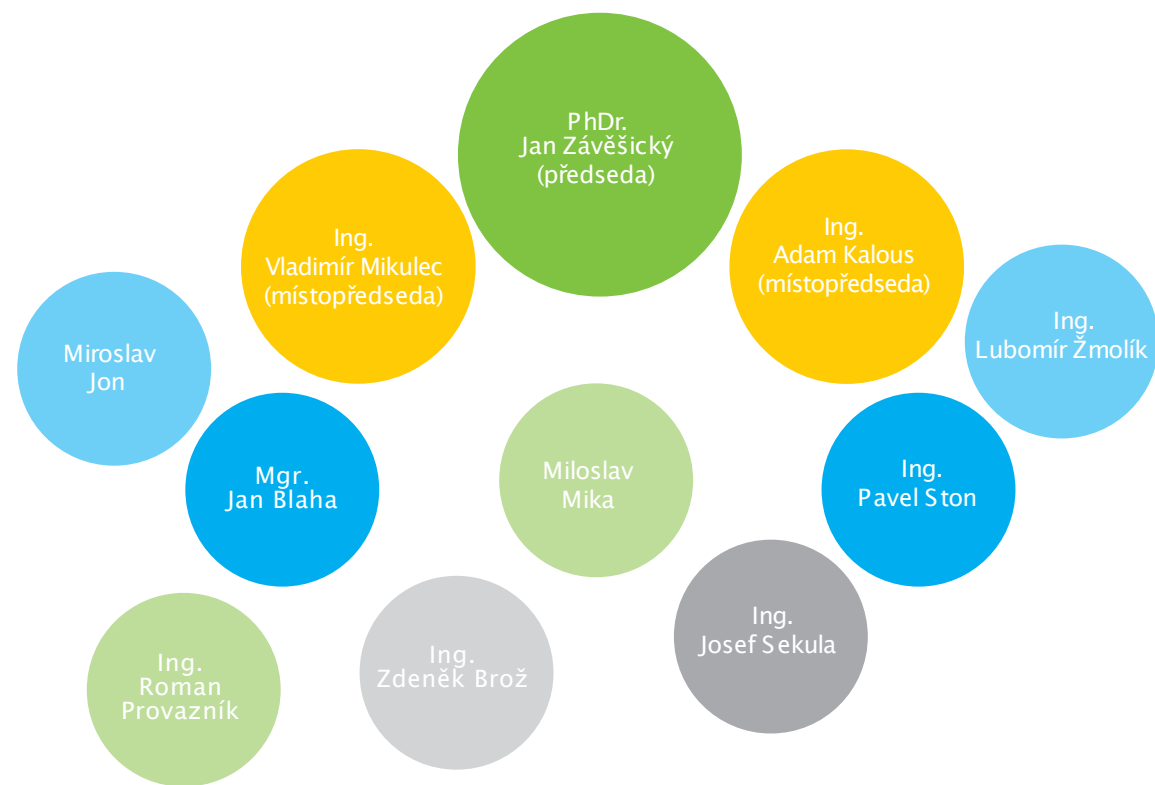 PhDr.
Jan Závěšický
(předseda)
Ing.
Vladimír Mikulec
(místopředseda)
Ing.
Adam Kalous
(místopředseda)
Miroslav
Jon
Ing.
Lubomír Žmolík
Mgr.
Jan Blaha
Miloslav
Mika
Ing.
Pavel Ston
Ing.
Roman
Provazník
Ing.
Zdeněk Brož
Ing.
Josef Sekula